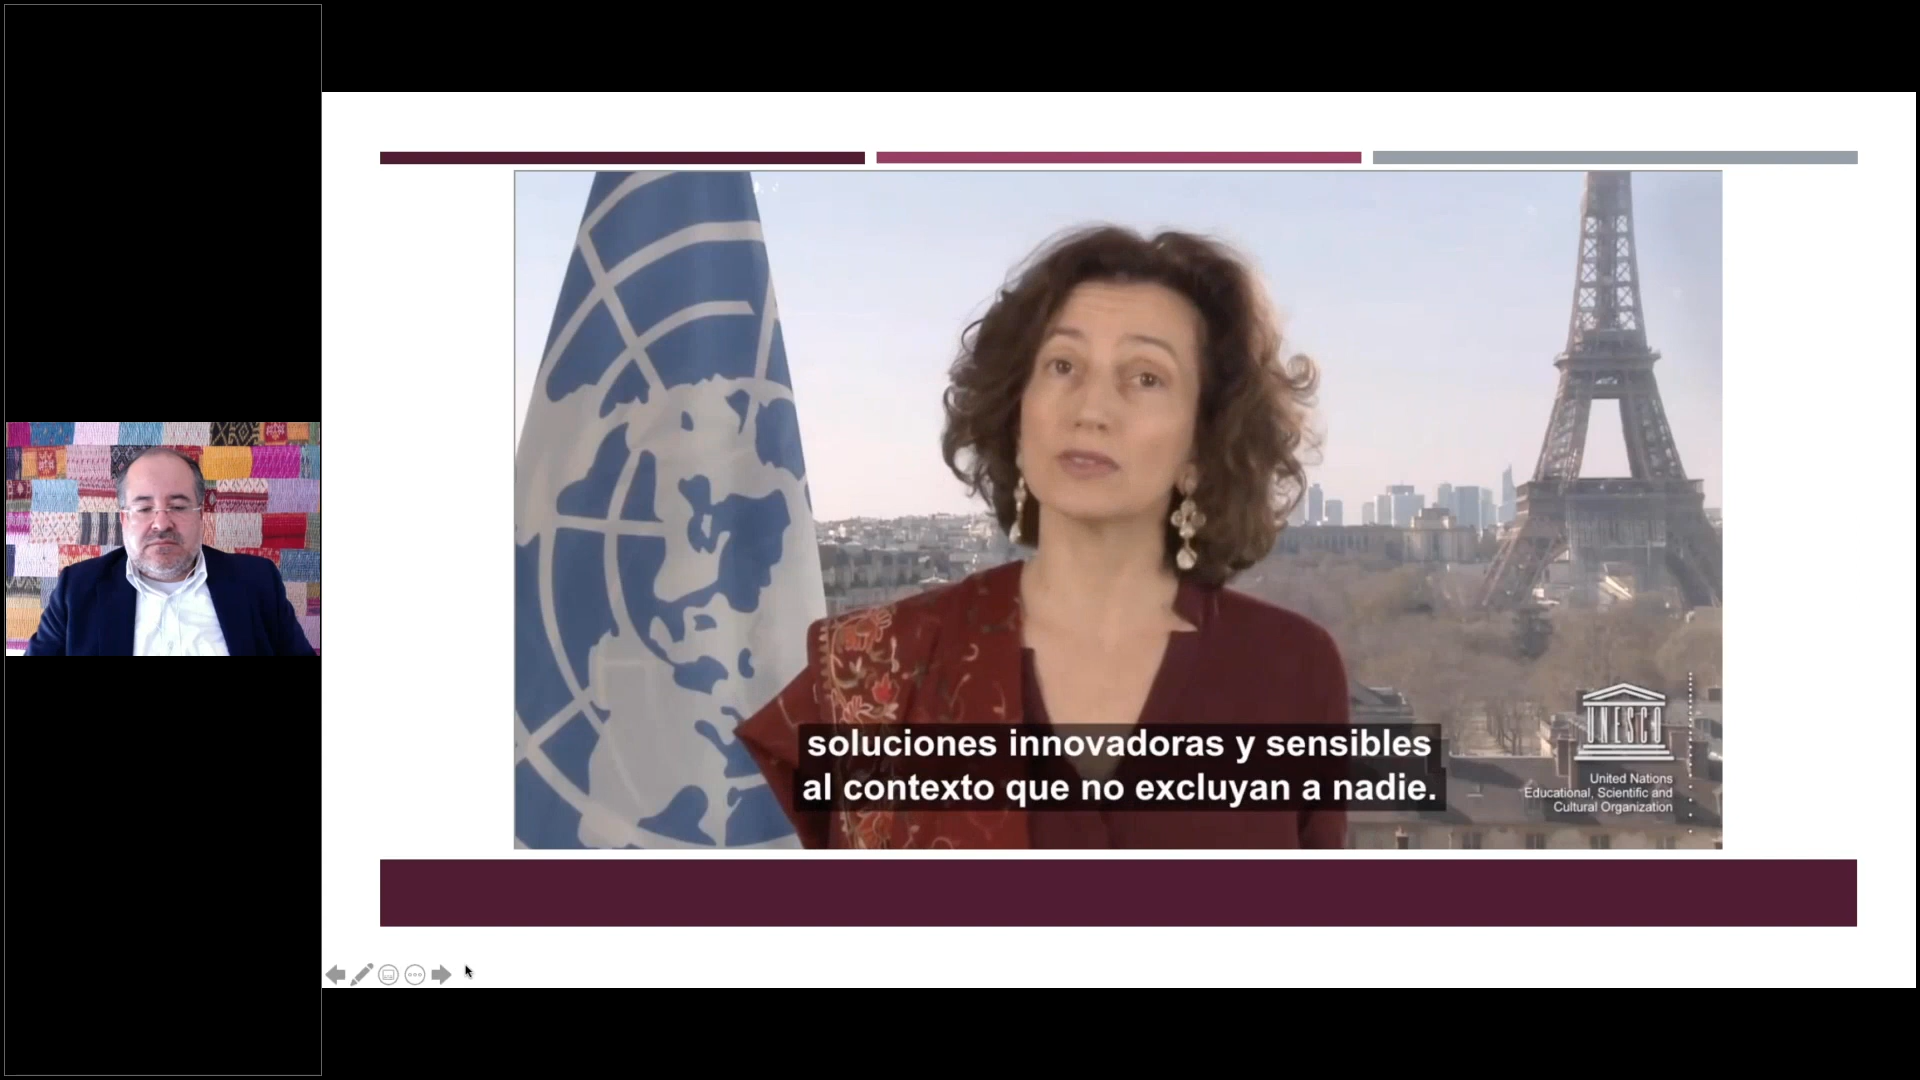 soluciones innovadoras y sensibles
al contexto que no excluyan a nadie.
UNESCO
United Nations
Educational, Scientific and
Cultural Organization